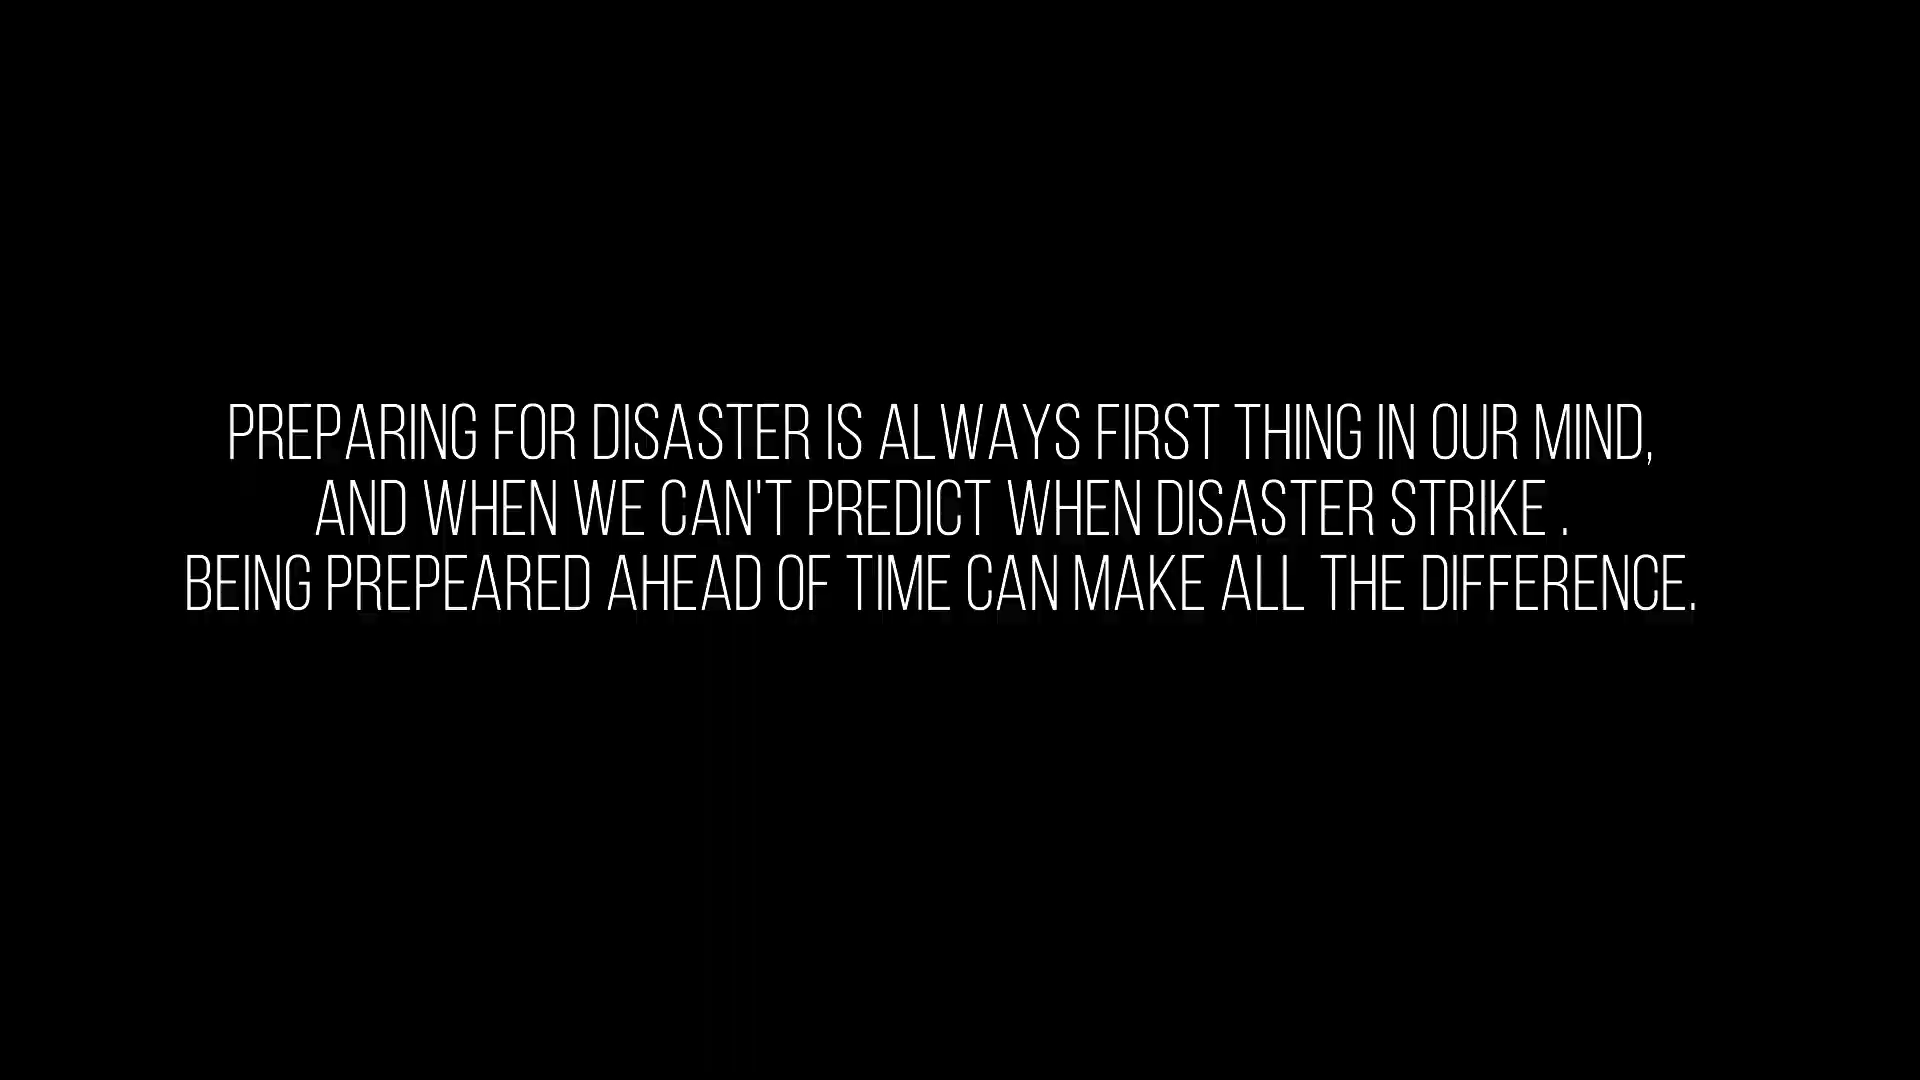 PREPARING FOR DISASTER IS ALWAYS FIRST THING IN OUR MIND,
AND WHEN WE CAN'T PREDICT WHEN DISASTER STRIKE .
BEING PREPEARED AHEAD OF TIME CAN MAKE ALL THE DIFFERENCE.